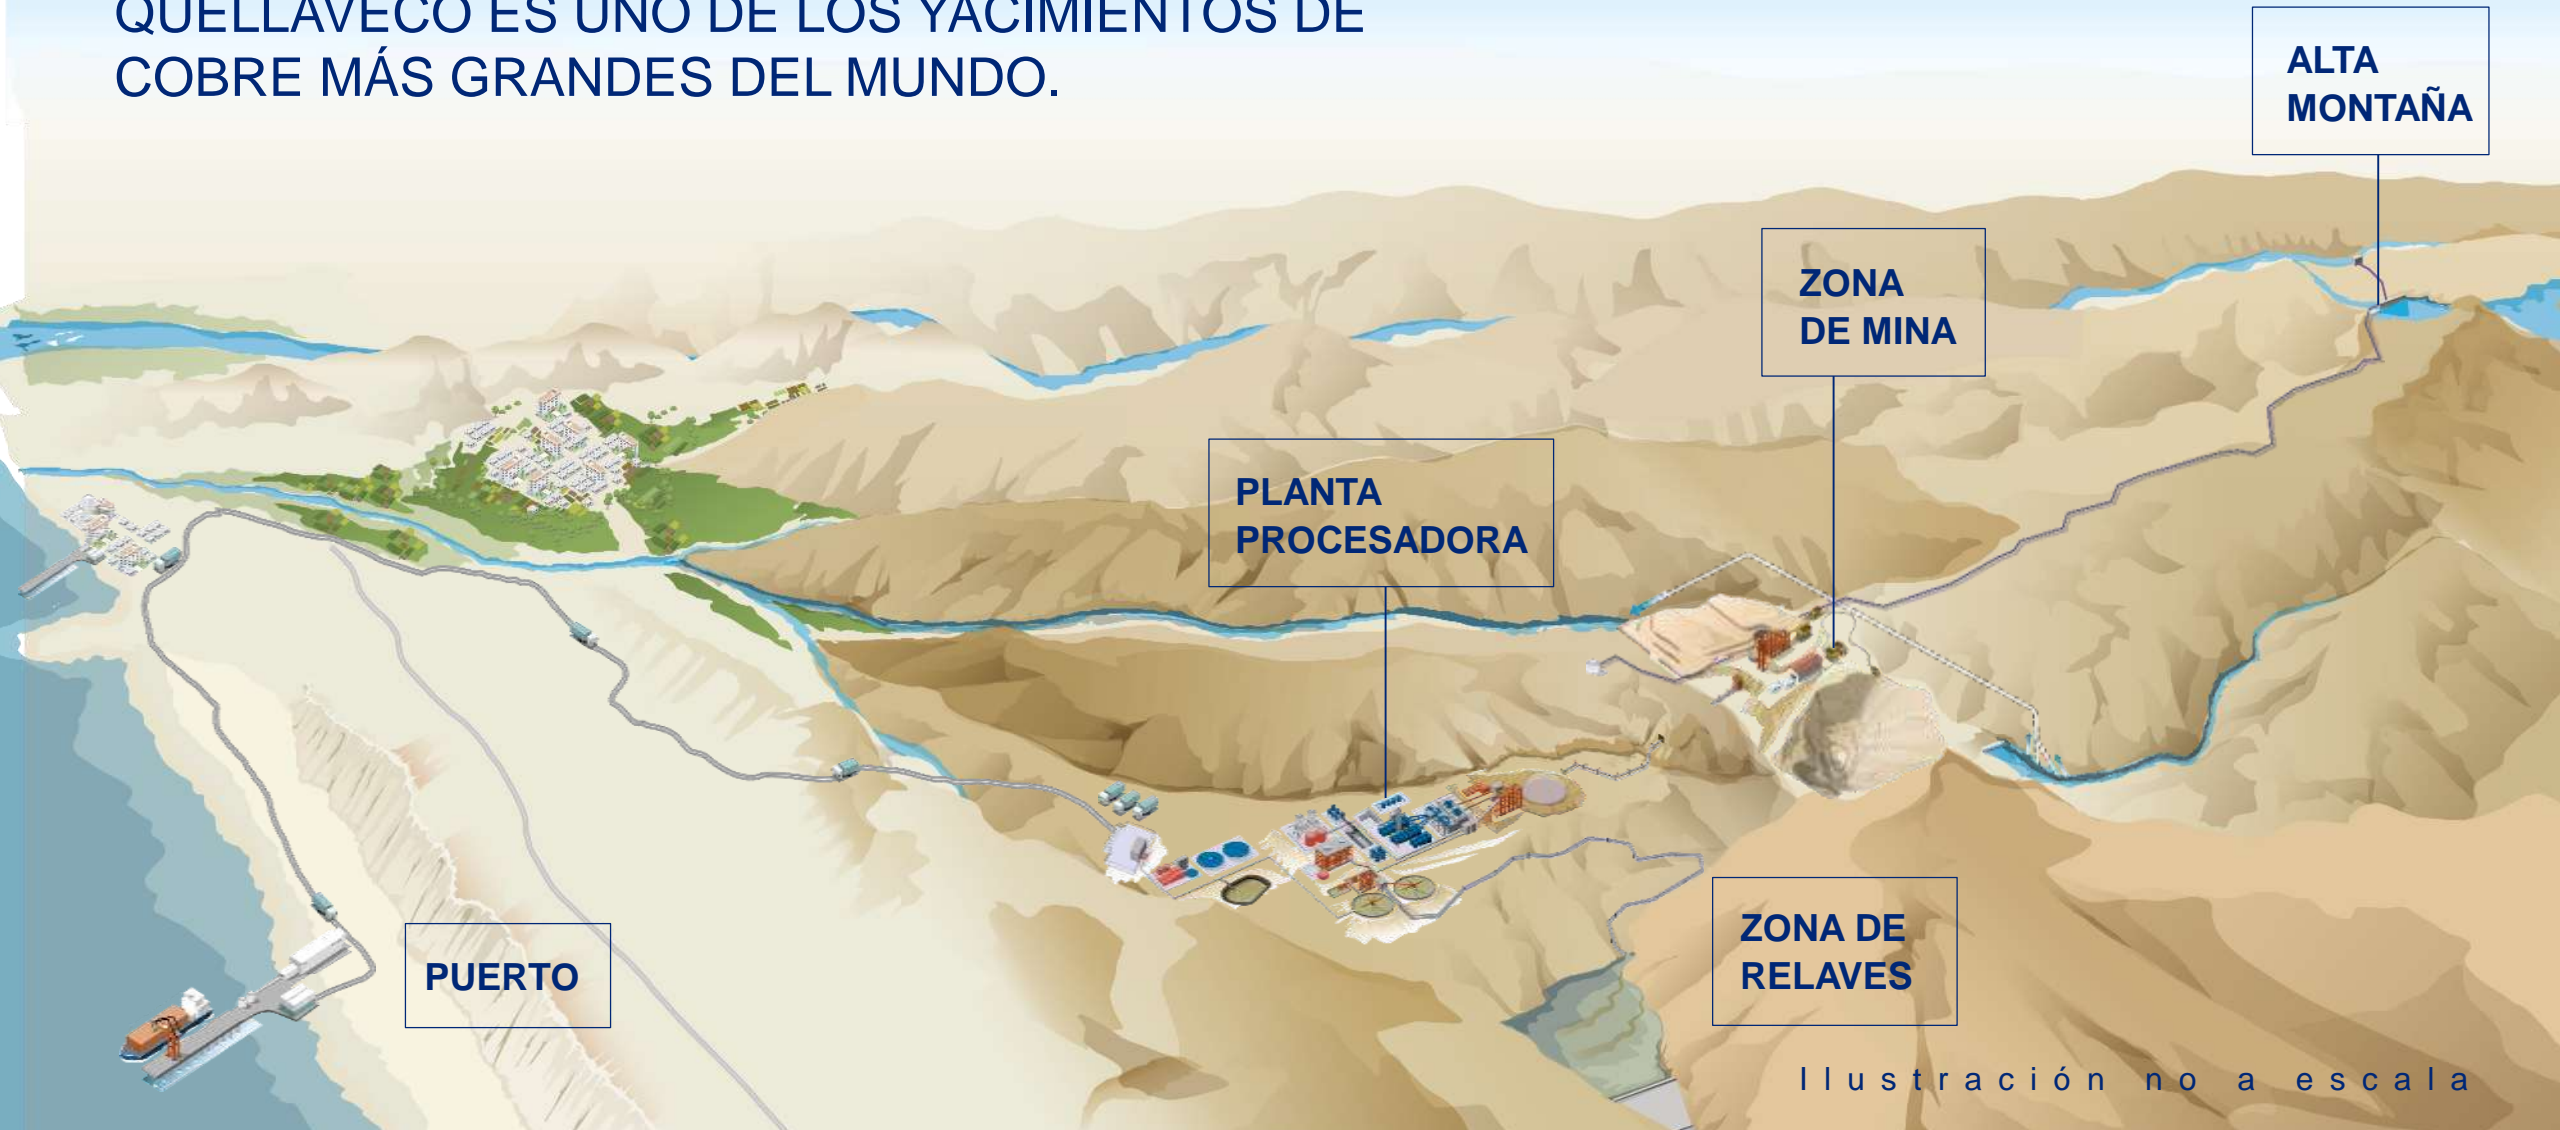 QUELLAVECO ES UNO DE LOS YACIMIENTOS DE
COBRE MÁS GRANDES DEL MUNDO.
ALTA
MONTAÑA
ZONA
DE MINA
PLANTA
PROCESADORA
ZONA DE
RELAVES
PUERTO
Ilustración no a escala